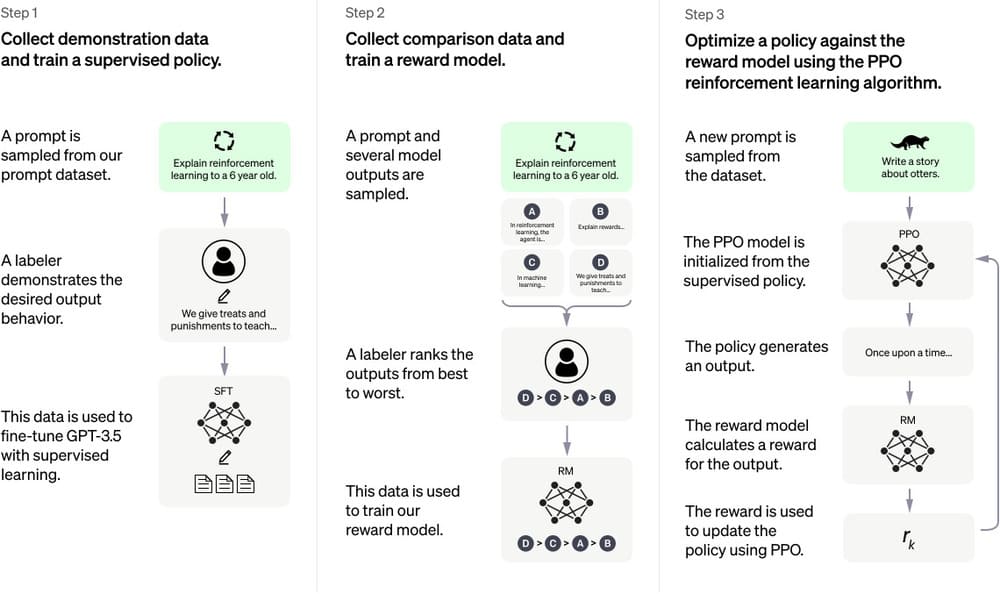 Step 1
Collect demonstration data
and train a supervised policy.
A prompt is
sampled from our
prompt dataset.
Explain reinforcement
learning to a 6 year old.
A labeler
demonstrates the
desired output
behavior.
We give treats and
punishments to teach...
This data is used to
fine-tune GPT-3.5
with supervised
learning.
SFT
Step 2
Collect comparison data and
train a reward model.
A prompt and
several model
outputs are
sampled.
Explain reinforcement
learning to a 6 year old.
A
In reinforcement
learning, the
agent is...
B
Explain rewards...
C
In machine
learning...
D
We give treats and
punishments to
teach...
A labeler ranks the
outputs from best
to worst.
D > C > A > B
This data is used
to train our
reward model.
RM
D > C > A > B
Step 3
Optimize a policy against the
reward model using the PPO
reinforcement learning algorithm.
A new prompt is
sampled from
the dataset.
Write a story
about otters.
The PPO model is
initialized from the
supervised policy.
PPO
The policy generates
an output.
Once upon a time...
The reward model
calculates a reward
for the output.
RM
The reward is used
to update the
policy using PPO.
rk